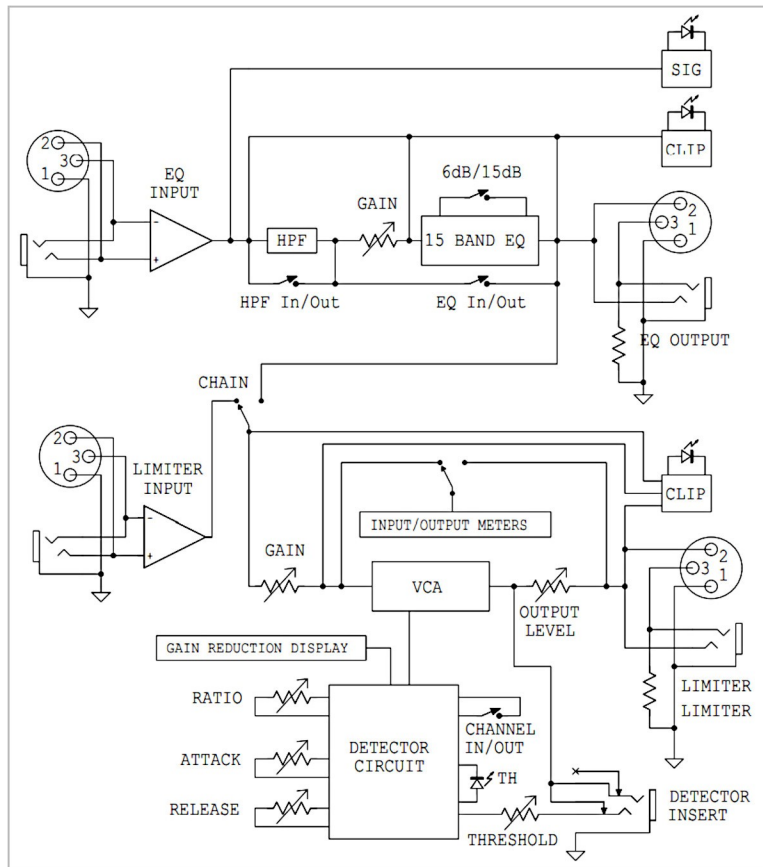 SIG
CLIP
2
3
1
EQ
INPUT
6dB/15dB
GAIN
HPF
15 BAND EQ
2
3
1
HPF In/Out
EQ In/Out
EQ OUTPUT
CHAIN
2
3
1
LIMITER
INPUT
CLIP
INPUT/OUTPUT METERS
GAIN
VCA
2
3
1
OUTPUT
LEVEL
GAIN REDUCTION DISPLAY
LIMITER
LIMITER
RATIO
CHANNEL
IN/OUT
DETECTOR
CIRCUIT
ATTACK
TH
RELEASE
THRESHOLD
DETECTOR
INSERT
-
+
-
+